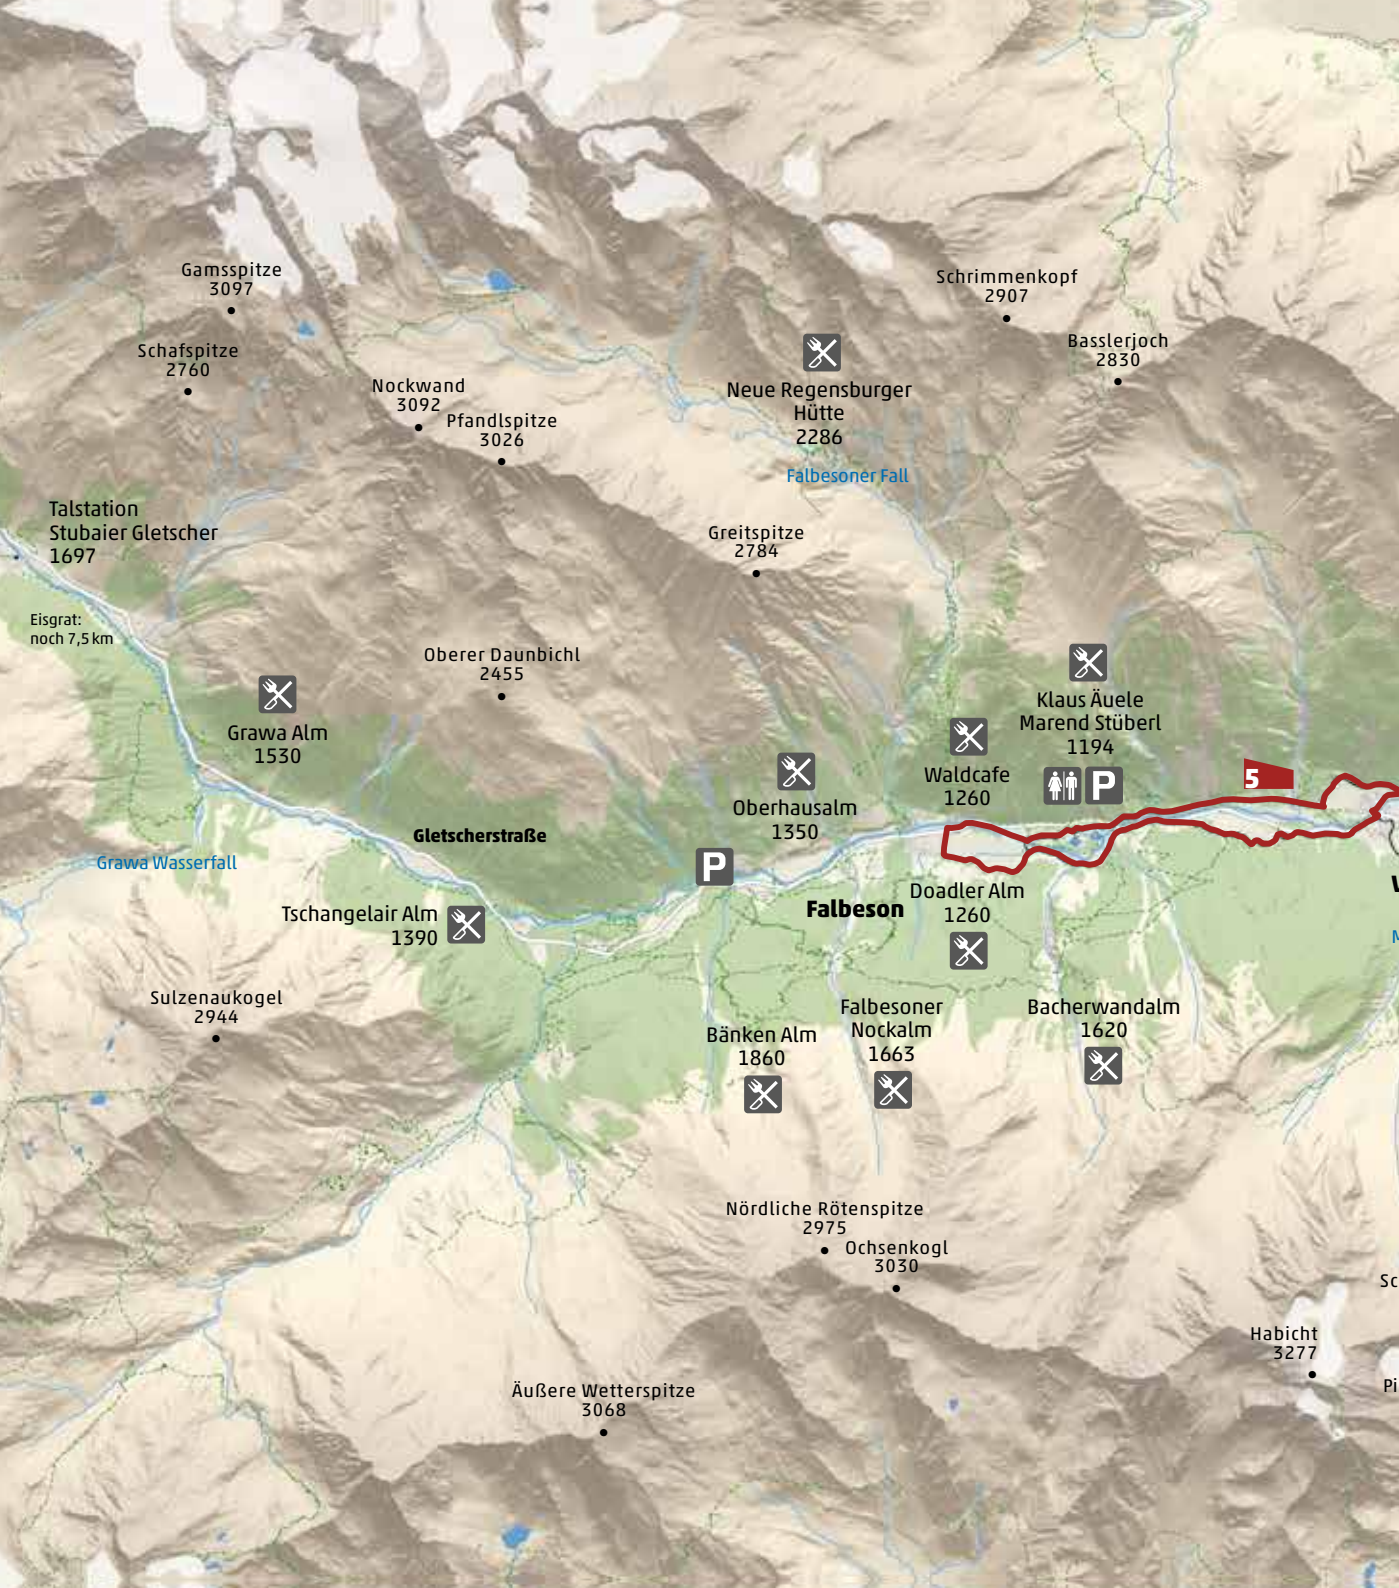 Gamsspitze
3097
Schrimmenkopf
2907
Schafspitze
2760
Basslerjoch
2830
Nockwand
3092
Neue Regensburger
Hütte
2286
Pfandlspitze
3026
Falbesoner Fall
Talstation
Stubaier Gletscher
1697
Greitspitze
2784
Eisgrat:
noch 7,5 km
Oberer Daunbichl
2455
Klaus Äuele
Marend Stüberl
1194
P
Grawa Alm
1530
Waldcafe
1260
5
Oberhausalm
1350
Gletscherstraße
P
Grawa Wasserfall
Falbeson
Doadler Alm
1260
Tschangelair Alm
1390
Sulzenaukogel
2944
Bänken Alm
1860
Falbesoner
Nockalm
1663
Bacherwandalm
1620
Nördliche Rötenspitze
2975
Ochsenkogl
3030
Sc
Habicht
3277
Pi
Äußere Wetterspitze
3068